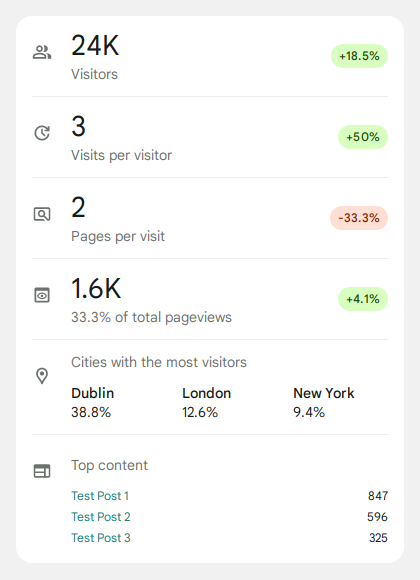 24K
+18.5%
Visitors
3
+50%
Visits per visitor
2
-33.3%
Pages per visit
1.6K
+4.1%
33.3% of total pageviews
Cities with the most visitors
Dublin London New York
38.8% 12.6% 9.4%
Top content
Test Post 1 847
Test Post 2 596
Test Post 3 325